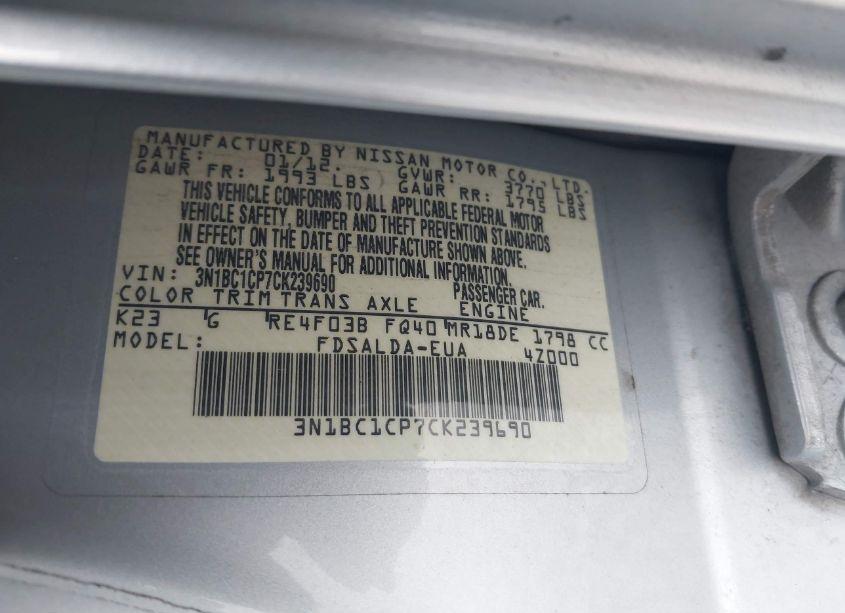 MANUFACTURED BY NISSAN MOTOR CO., LTD.
DATE: 01/12. GVWR: 3770 LBS
GAWR FR: 1993 LBS GAWR RR: 1795 LBS
THIS VEHICLE CONFORMS TO ALL APPLICABLE FEDERAL MOTOR
VEHICLE SAFETY, BUMPER AND THEFT PREVENTION STANDARDS
IN EFFECT ON THE DATE OF MANUFACTURE SHOWN ABOVE.
SEE OWNER'S MANUAL FOR ADDITIONAL INFORMATION.
VIN: 3N1BC1CP7CK239690 PASSENGER CAR.
COLOR TRIM TRANS AXLE ENGINE
K23 G RE4F03B FQ40 MR18DE 1798 CC
MODEL: FDSALDA-EUA 4Z000
3N1BC1CP7CK239690